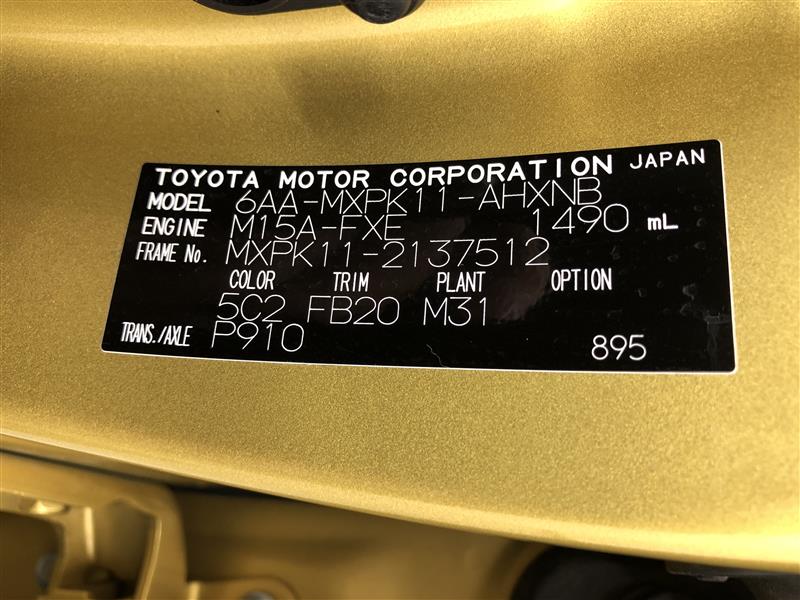 TOYOTA MOTOR CORPORATION JAPAN
MODEL 6AA-MXPK11-AHXNB
ENGINE M15A-FXE 1490 mL
FRAME No. MXPK11-2137512
COLOR TRIM PLANT OPTION
5C2 FB20 M31
TRANS./AXLE P910 895